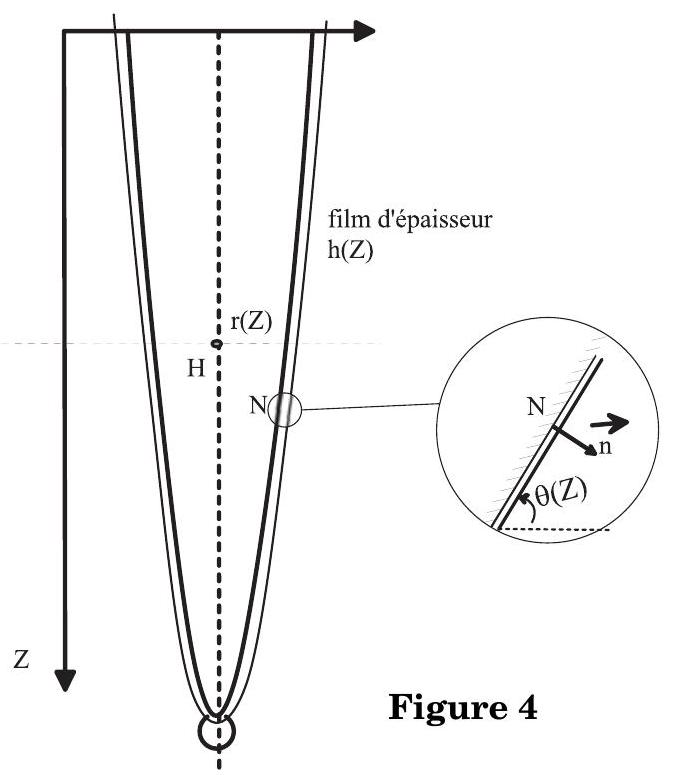 film d'épaisseur
h(Z)
r(Z)
H
N
N
n
θ(Z)
Z
Figure 4